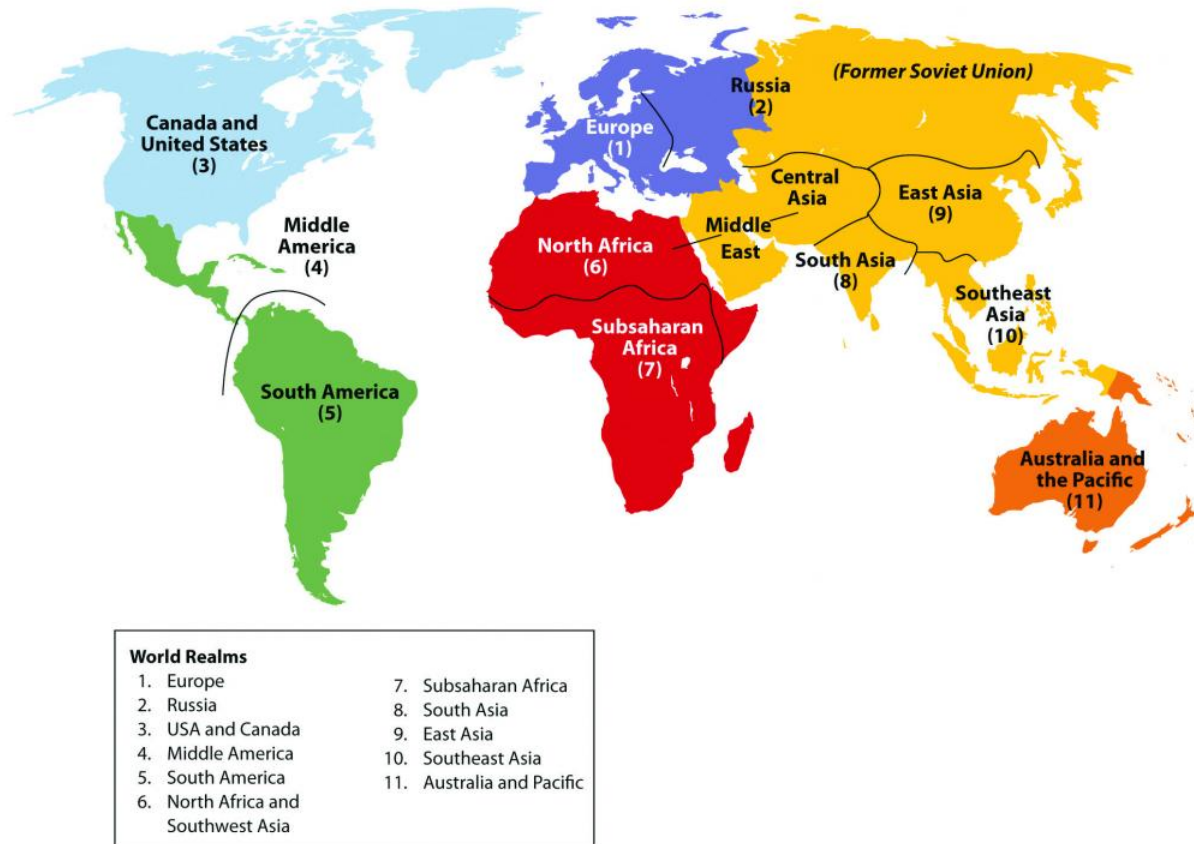 (Former Soviet Union)
Russia
(2)
Canada and
United States
(3)
Europe
(1)
Central
Asia
East Asia
(9)
Middle
America
(4)
North Africa
(6)
Middle
East
South Asia
(8)
Southeast
Asia
(10)
Subsaharan
Africa
(7)
South America
(5)
Australia and
the Pacific
(11)
World Realms
1. Europe
2. Russia
3. USA and Canada
4. Middle America
5. South America
6. North Africa and
Southwest Asia
7. Subsaharan Africa
8. South Asia
9. East Asia
10. Southeast Asia
11. Australia and Pacific